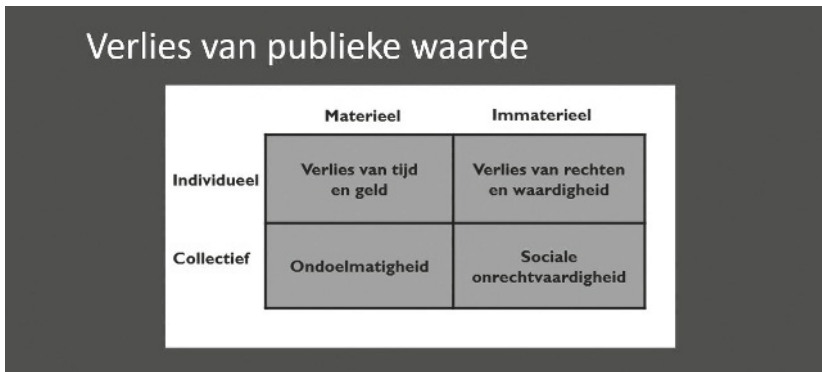 Verlies van publieke waarde
Materieel Immaterieel
Individueel
Verlies van tijd
en geld
Verlies van rechten
en waardigheid
Collectief
Ondoelmatigheid
Sociale
onrechtvaardigheid